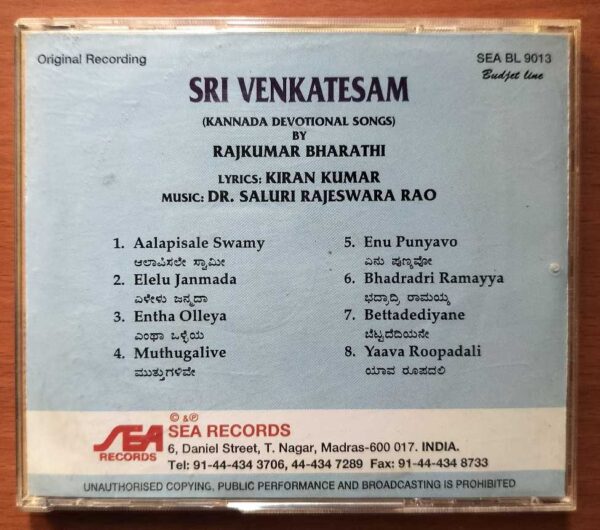 Original Recording
SEA BL 9013
Budjet line
SRI VENKATESAM
(KANNADA DEVOTIONAL SONGS)
BY
RAJKUMAR BHARATHI
LYRICS: KIRAN KUMAR
MUSIC: DR. SALURI RAJESWARA RAO
1. Aalapisale Swamy
ಆಲಾಪಿಸಲೇ ಸ್ವಾಮೀ
2. Elelu Janmada
ಏಳೇಳು ಜನ್ಮದಾ
3. Entha Olleya
ಎಂಥಾ ಒಳ್ಳೆಯ
4. Muthugalive
ಮುತ್ತುಗಳಿವೇ
5. Enu Punyavo
ಏನು ಪುಣ್ಯವೋ
6. Bhadradri Ramayya
ಭದ್ರಾದ್ರಿ ರಾಮಯ್ಯ
7. Bettadediyane
ಬೆಟ್ಟದೆದಿಯನೇ
8. Yaava Roopadali
ಯಾವ ರೂಪದಲಿ
© & ℗
SEA RECORDS
SEA RECORDS
6, Daniel Street, T. Nagar, Madras-600 017. INDIA.
Tel: 91-44-434 3706, 44-434 7289 Fax: 91-44-434 8733
UNAUTHORISED COPYING, PUBLIC PERFORMANCE AND BROADCASTING IS PROHIBITED